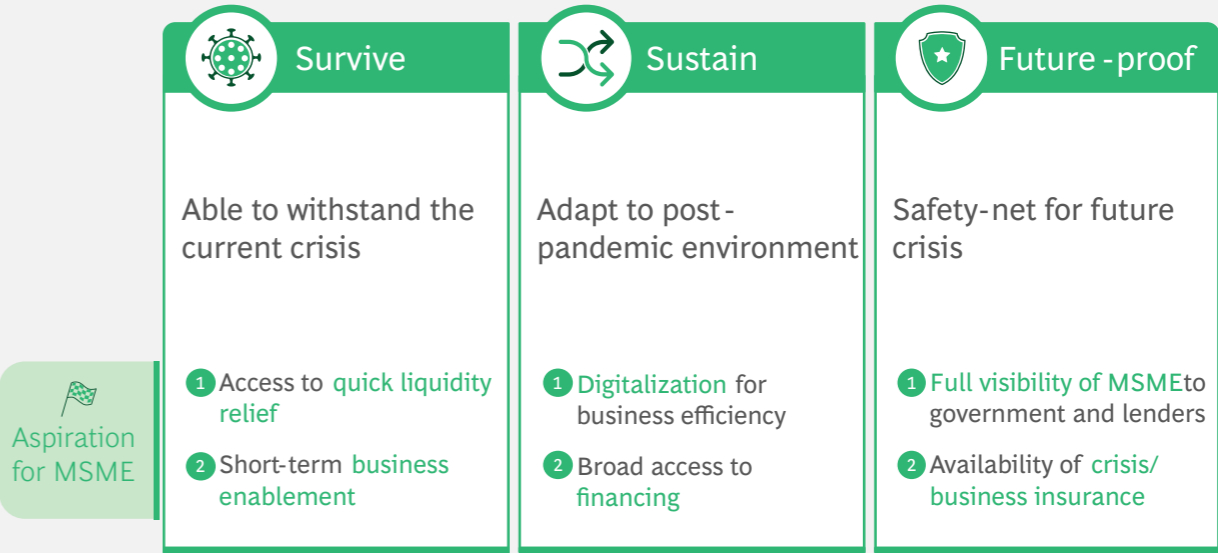 Survive
Able to withstand the
current crisis
Sustain
Adapt to post-
pandemic environment
Future-proof
Safety-net for future
crisis
Aspiration
for MSME
1 Access to quick liquidity
relief
2 Short-term business
enablement
1 Digitalization for
business efficiency
2 Broad access to
financing
1 Full visibility of MSMEto
government and lenders
2 Availability of crisis/
business insurance